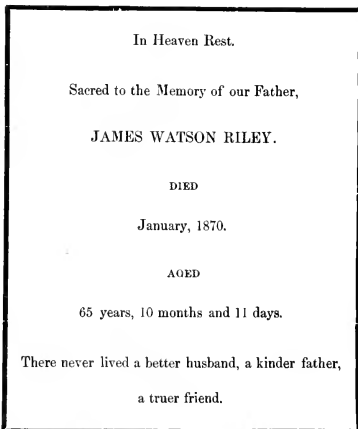 In Heaven Rest.
Sacred to the Memory of our Father,
JAMES WATSON RILEY.
DIED
January, 1870.
AGED
65 years, 10 months and 11 days.
There never lived a better husband, a kinder father,
a truer friend.